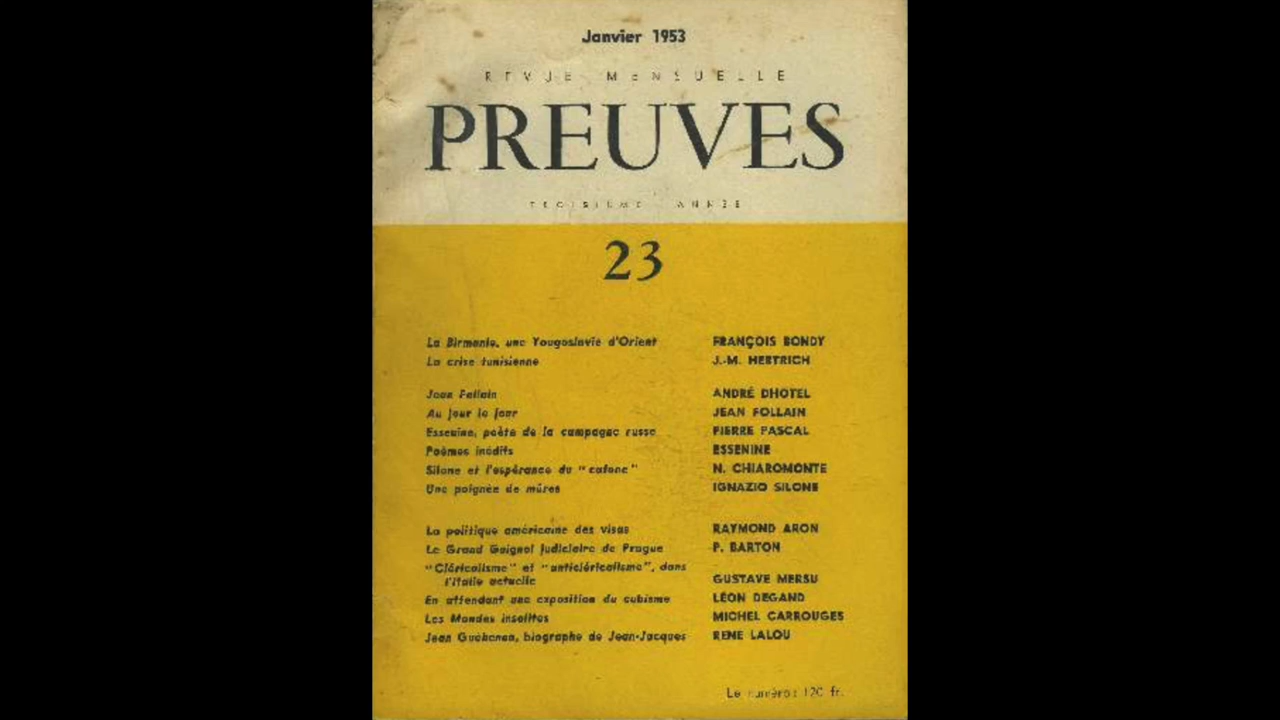 Janvier 1953
REVUE MENSUELLE
PREUVES
TROISIEME ANNÉE
23
La Birmanie, une Yougoslavie d'Orient FRANÇOIS BONDY
La crise tunisienne J.-M. HERTRICH
Jean Follain ANDRÉ DHOTEL
Au jour le jour JEAN FOLLAIN
Essenine, poète de la campagne russe PIERRE PASCAL
Poèmes inédits ESSENINE
Silone et l'espérance du "cafone" N. CHIAROMONTE
Une poignée de mûres IGNAZIO SILONE
La politique américaine des visas RAYMOND ARON
Le Grand Guignol judiciaire de Prague P. BARTON
"Cléricalisme" et "anticléricalisme", dans
l'Italie actuelle GUSTAVE MERSU
En attendant une exposition du cubisme LÉON DEGAND
Les Mondes insolites MICHEL CARROUGES
Jean Guéhenno, biographe de Jean-Jacques RENE LALOU
Le numéro : 120 fr.